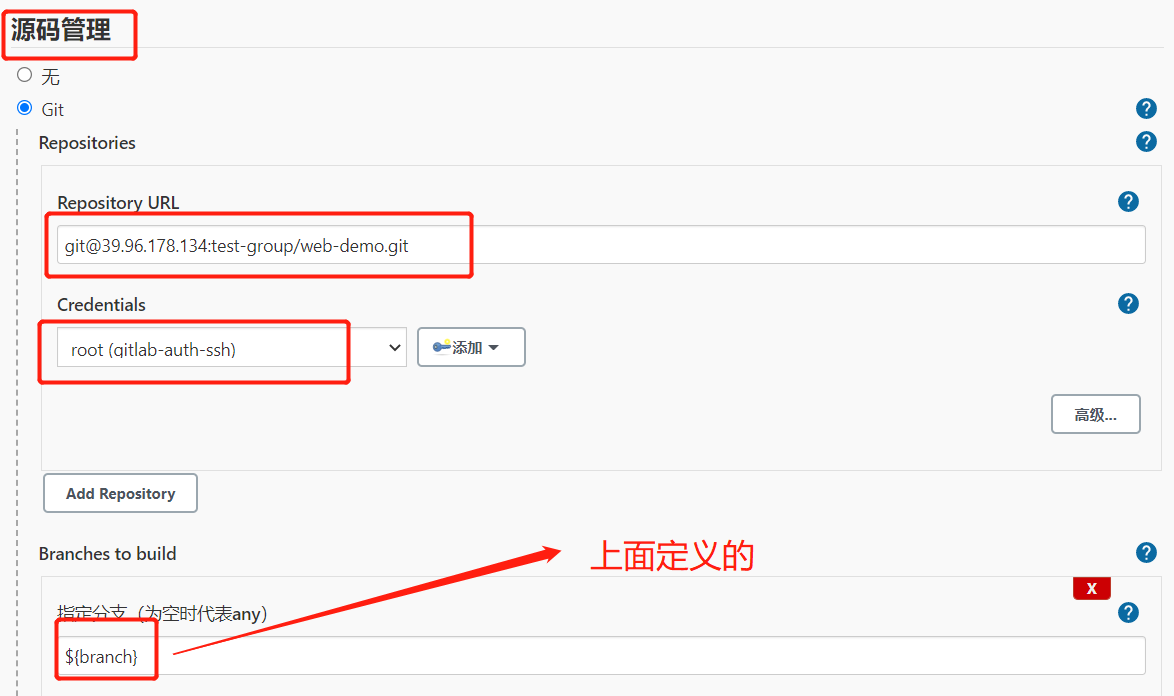 源码管理
无
Git
Repositories
Repository URL
git@39.96.178.134:test-group/web-demo.git
Credentials
root (gitlab-auth-ssh)
添加
高级...
Add Repository
Branches to build
上面定义的
X
指定分支（为空时代表any）
${branch}